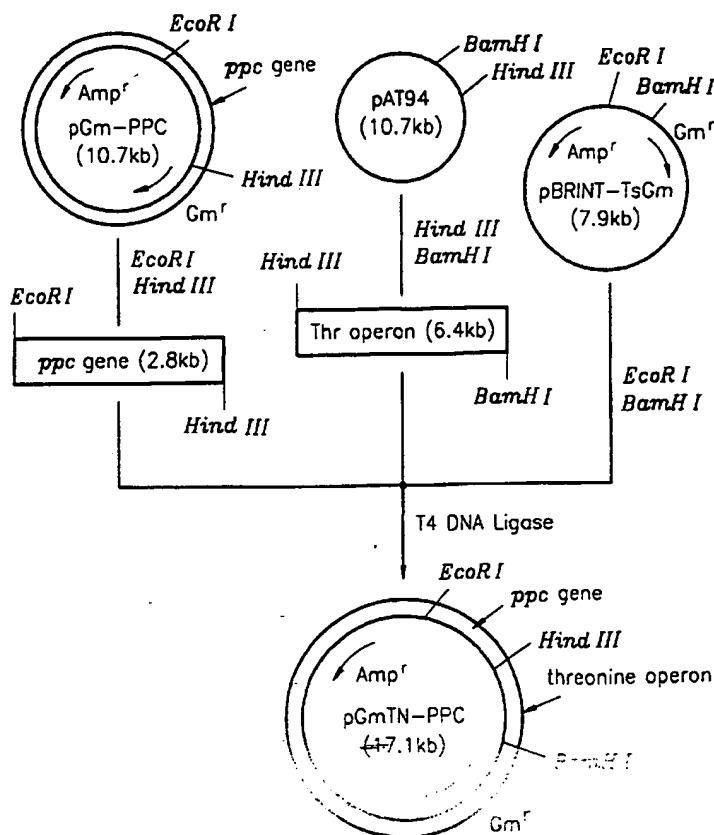 EcoR I
ppc gene
Amp^r
pGm-PPC
(10.7kb)
Hind III
Gm^r
BamH I
Hind III
pAT94
(10.7kb)
EcoR I
BamH I
Gm^r
Amp^r
pBRINT-TsGm
(7.9kb)
EcoR I
Hind III
Hind III
BamH I
EcoR I
ppc gene (2.8kb)
Hind III
Hind III
Thr operon (6.4kb)
BamH I
EcoR I
BamH I
T4 DNA Ligase
EcoR I
ppc gene
Hind III
threonine operon
Amp^r
pGmTN-PPC
(17.1kb)
BamH I
Gm^r